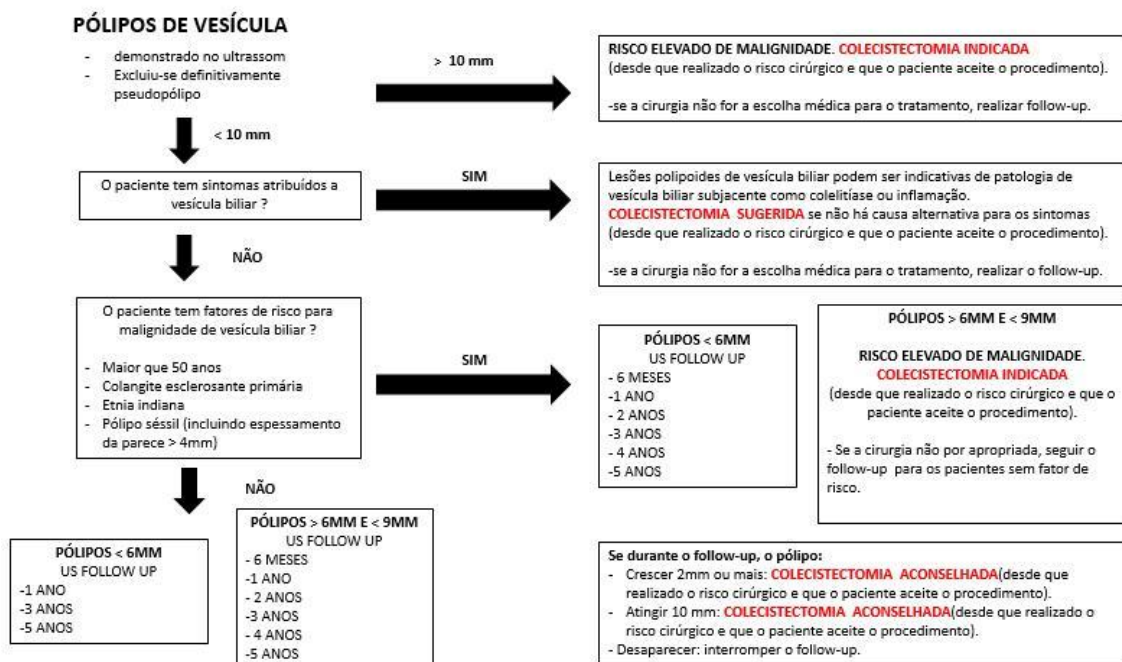 PÓLIPOS DE VESÍCULA
- demonstrado no ultrassom
- Excluiu-se definitivamente
pseudopólipo
> 10 mm
RISCO ELEVADO DE MALIGNIDADE. COLECISTECTOMIA INDICADA
(desde que realizado o risco cirúrgico e que o paciente aceite o procedimento).
-se a cirurgia não for a escolha médica para o tratamento, realizar follow-up.
< 10 mm
O paciente tem sintomas atribuídos a
vesícula biliar ?
SIM
Lesões polipoides de vesícula biliar podem ser indicativas de patologia de
vesícula biliar subjacente como colelitíase ou inflamação.
COLECISTECTOMIA SUGERIDA se não há causa alternativa para os sintomas
(desde que realizado o risco cirúrgico e que o paciente aceite o procedimento).
-se a cirurgia não for a escolha médica para o tratamento, realizar o follow-up.
NÃO
O paciente tem fatores de risco para
malignidade de vesícula biliar ?
- Maior que 50 anos
- Colangite esclerosante primária
- Etnia indiana
- Pólipo séssil (incluindo espessamento
da parece > 4mm)
SIM
PÓLIPOS < 6MM
US FOLLOW UP
- 6 MESES
-1 ANO
- 2 ANOS
-3 ANOS
- 4 ANOS
-5 ANOS
PÓLIPOS > 6MM E < 9MM
RISCO ELEVADO DE MALIGNIDADE.
COLECISTECTOMIA INDICADA
(desde que realizado o risco cirúrgico e que o
paciente aceite o procedimento).
- Se a cirurgia não por apropriada, seguir o
follow-up para os pacientes sem fator de
risco.
NÃO
PÓLIPOS < 6MM
US FOLLOW UP
-1 ANO
-3 ANOS
-5 ANOS
PÓLIPOS > 6MM E < 9MM
US FOLLOW UP
- 6 MESES
-1 ANO
- 2 ANOS
-3 ANOS
- 4 ANOS
-5 ANOS
Se durante o follow-up, o pólipo:
- Crescer 2mm ou mais: COLECISTECTOMIA ACONSELHADA(desde que
realizado o risco cirúrgico e que o paciente aceite o procedimento).
- Atingir 10 mm: COLECISTECTOMIA ACONSELHADA(desde que realizado o
risco cirúrgico e que o paciente aceite o procedimento).
- Desaparecer: interromper o follow-up.